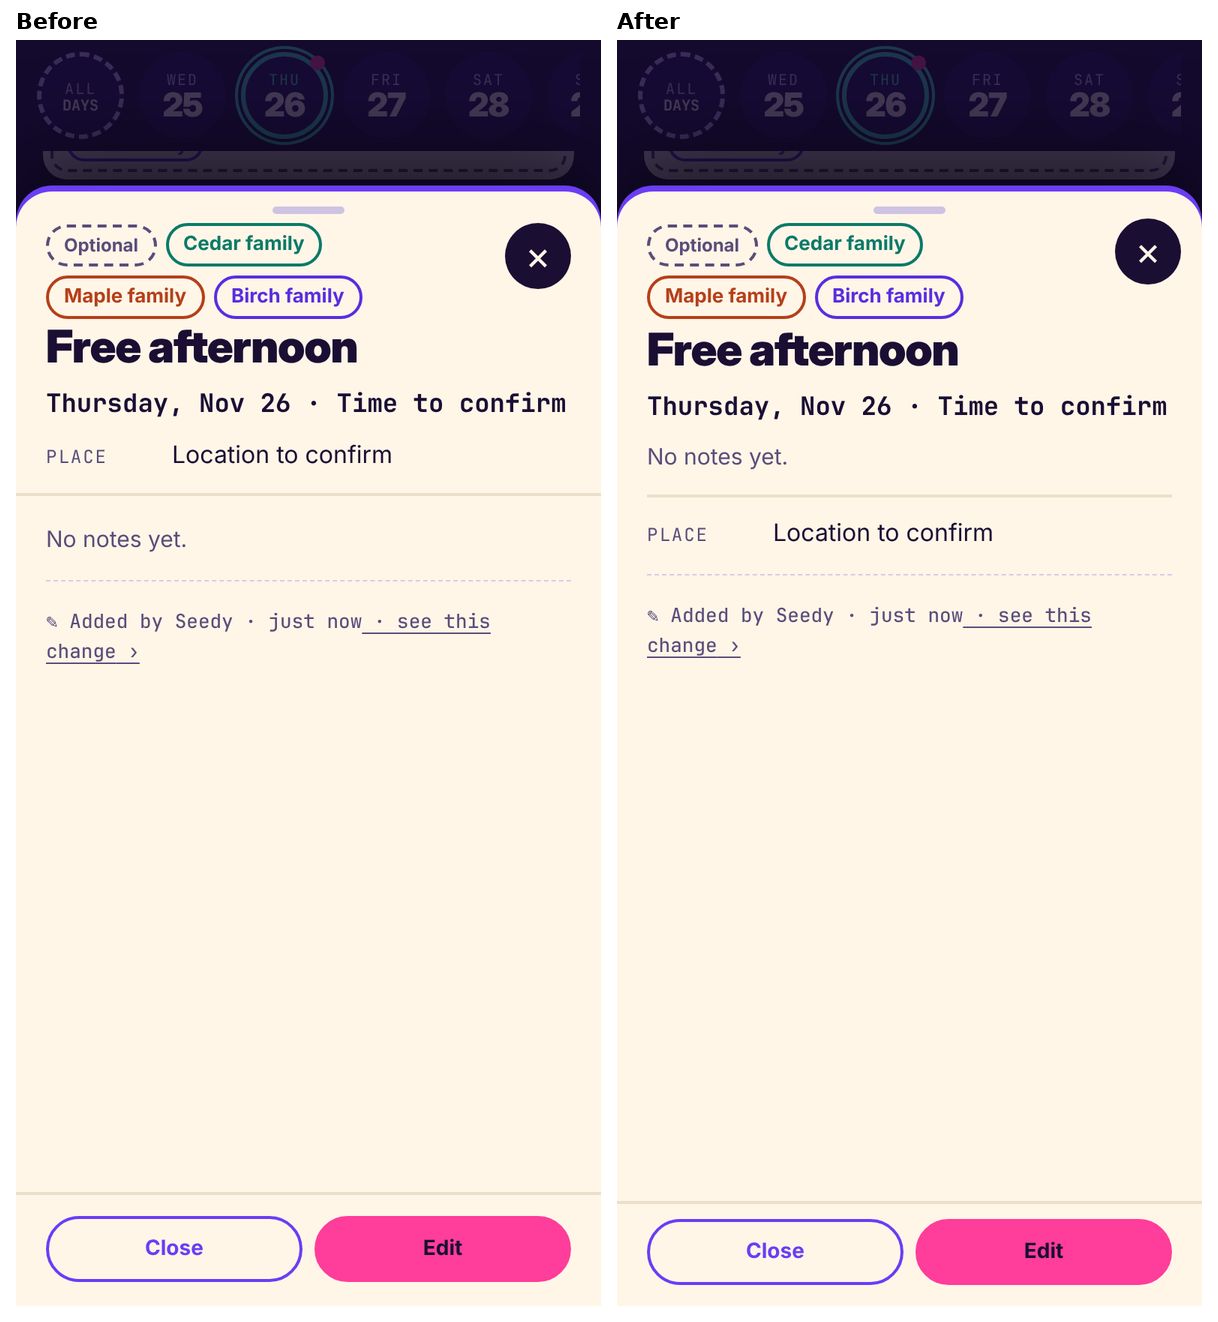 Before
ALL
DAYS
WED
25
THU
26
FRI
27
SAT
28
Optional
Cedar family
×
Maple family
Birch family
Free afternoon
Thursday, Nov 26 · Time to confirm
PLACE Location to confirm
No notes yet.
✎ Added by Seedy · just now · see this
change ›
Close
Edit
After
ALL
DAYS
WED
25
THU
26
FRI
27
SAT
28
Optional
Cedar family
×
Maple family
Birch family
Free afternoon
Thursday, Nov 26 · Time to confirm
No notes yet.
PLACE Location to confirm
✎ Added by Seedy · just now · see this
change ›
Close
Edit